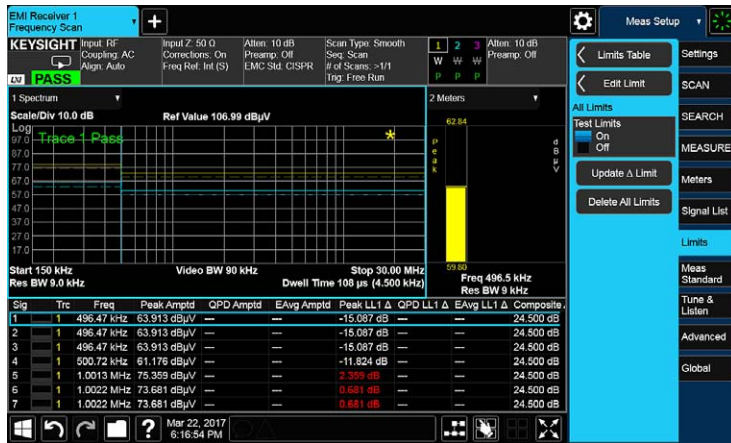 EMI Receiver 1
Frequency Scan
Meas Setup
KEYSIGHT
Input: RF
Coupling: AC
Align: Auto
Input Z: 50 Ω
Corrections: On
Freq Ref: Int (S)
Atten: 10 dB
Preamp: Off
EMC Std: CISPR
Scan Type: Smooth
Seq: Scan
# of Scans: >1/1
Trig: Free Run
1 2 3
W W W
P P P
Atten: 10 dB
Preamp: Off
LXI PASS
1 Spectrum
Scale/Div 10.0 dB
Ref Value 106.99 dBµV
Log
Trace 1 Pass
97.0
87.0
77.0
67.0
57.0
47.0
37.0
27.0
Start 150 kHz
Video BW 90 kHz
Stop 30.00 MHz
Res BW 9.0 kHz
Dwell Time 108 µs (4.500 kHz)
2 Meters
62.84
Peak
dBµV
59.80
Freq 496.5 kHz
Res BW 9 kHz
Sig Trc Freq Peak Amptd QPD Amptd EAvg Amptd Peak LL1 Δ QPD LL1 Δ EAvg LL1 Δ Composite
1 1 496.47 kHz 63.913 dBµV --- --- -15.087 dB --- --- 24.500 dB
2 1 496.47 kHz 63.913 dBµV --- --- -15.087 dB --- --- 24.500 dB
3 1 496.47 kHz 63.913 dBµV --- --- -15.087 dB --- --- 24.500 dB
4 1 500.72 kHz 61.176 dBµV --- --- -11.824 dB --- --- 24.500 dB
5 1 1.0013 MHz 75.359 dBµV --- --- 2.359 dB --- --- 24.500 dB
6 1 1.0022 MHz 73.681 dBµV --- --- 0.681 dB --- --- 24.500 dB
7 1 1.0022 MHz 73.681 dBµV --- --- 0.681 dB --- --- 24.500 dB
?
Mar 22, 2017
6:16:54 PM
Limits Table
Edit Limit
All Limits
Test Limits
On
Off
Update Δ Limit
Delete All Limits
Settings
SCAN
SEARCH
MEASURE
Meters
Signal List
Limits
Meas
Standard
Tune &
Listen
Advanced
Global